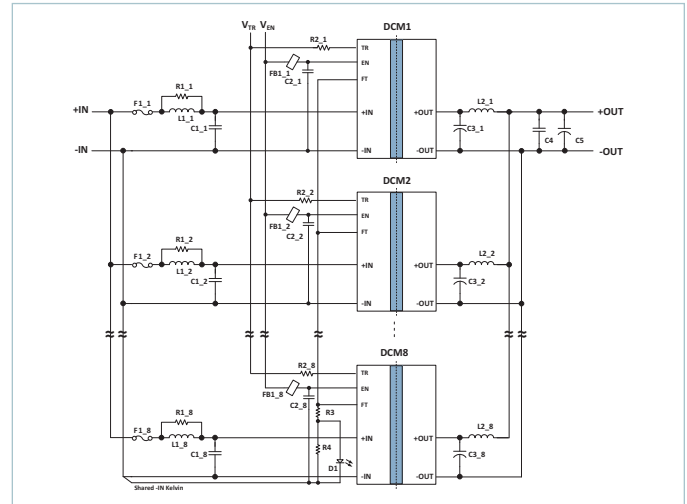 V_TR V_EN
DCM1
R2_1
TR
EN
FB1_1
C2_1
FT
R1_1
+IN
F1_1
L1_1
C1_1
+IN
+OUT
L2_1
C3_1
C4
C5
+OUT
-IN
-IN
-OUT
-OUT
DCM2
R2_2
TR
EN
FB1_2
C2_2
FT
R1_2
F1_2
L1_2
C1_2
+IN
+OUT
L2_2
C3_2
-IN
-OUT
DCM8
R2_8
TR
EN
FB1_8
C2_8
FT
R3
R1_8
F1_8
L1_8
C1_8
R4
D1
+IN
+OUT
L2_8
C3_8
-IN
-OUT
Shared -IN Kelvin